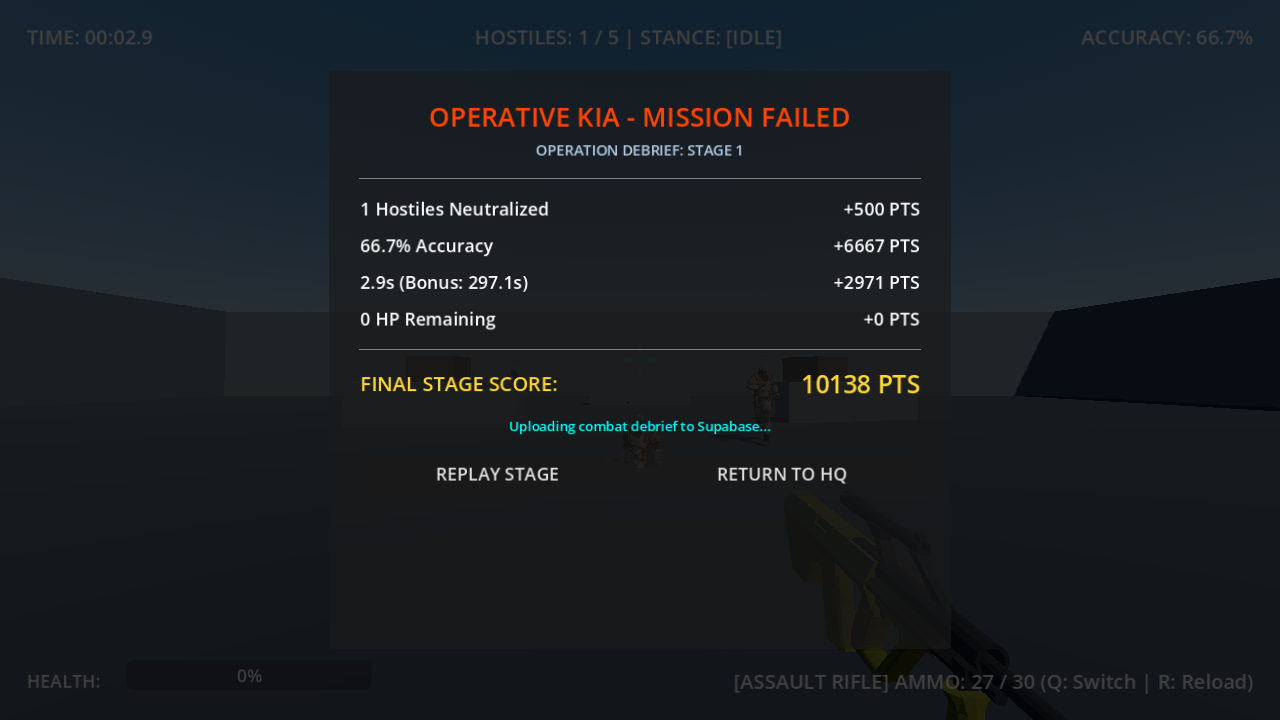 TIME: 00:02.9
HOSTILES: 1 / 5 | STANCE: [IDLE]
ACCURACY: 66.7%
OPERATIVE KIA - MISSION FAILED
OPERATION DEBRIEF: STAGE 1
1 Hostiles Neutralized +500 PTS
66.7% Accuracy +6667 PTS
2.9s (Bonus: 297.1s) +2971 PTS
0 HP Remaining +0 PTS
FINAL STAGE SCORE: 10138 PTS
Uploading combat debrief to Supabase...
REPLAY STAGE
RETURN TO HQ
HEALTH: 0%
[ASSAULT RIFLE] AMMO: 27 / 30 (Q: Switch | R: Reload)